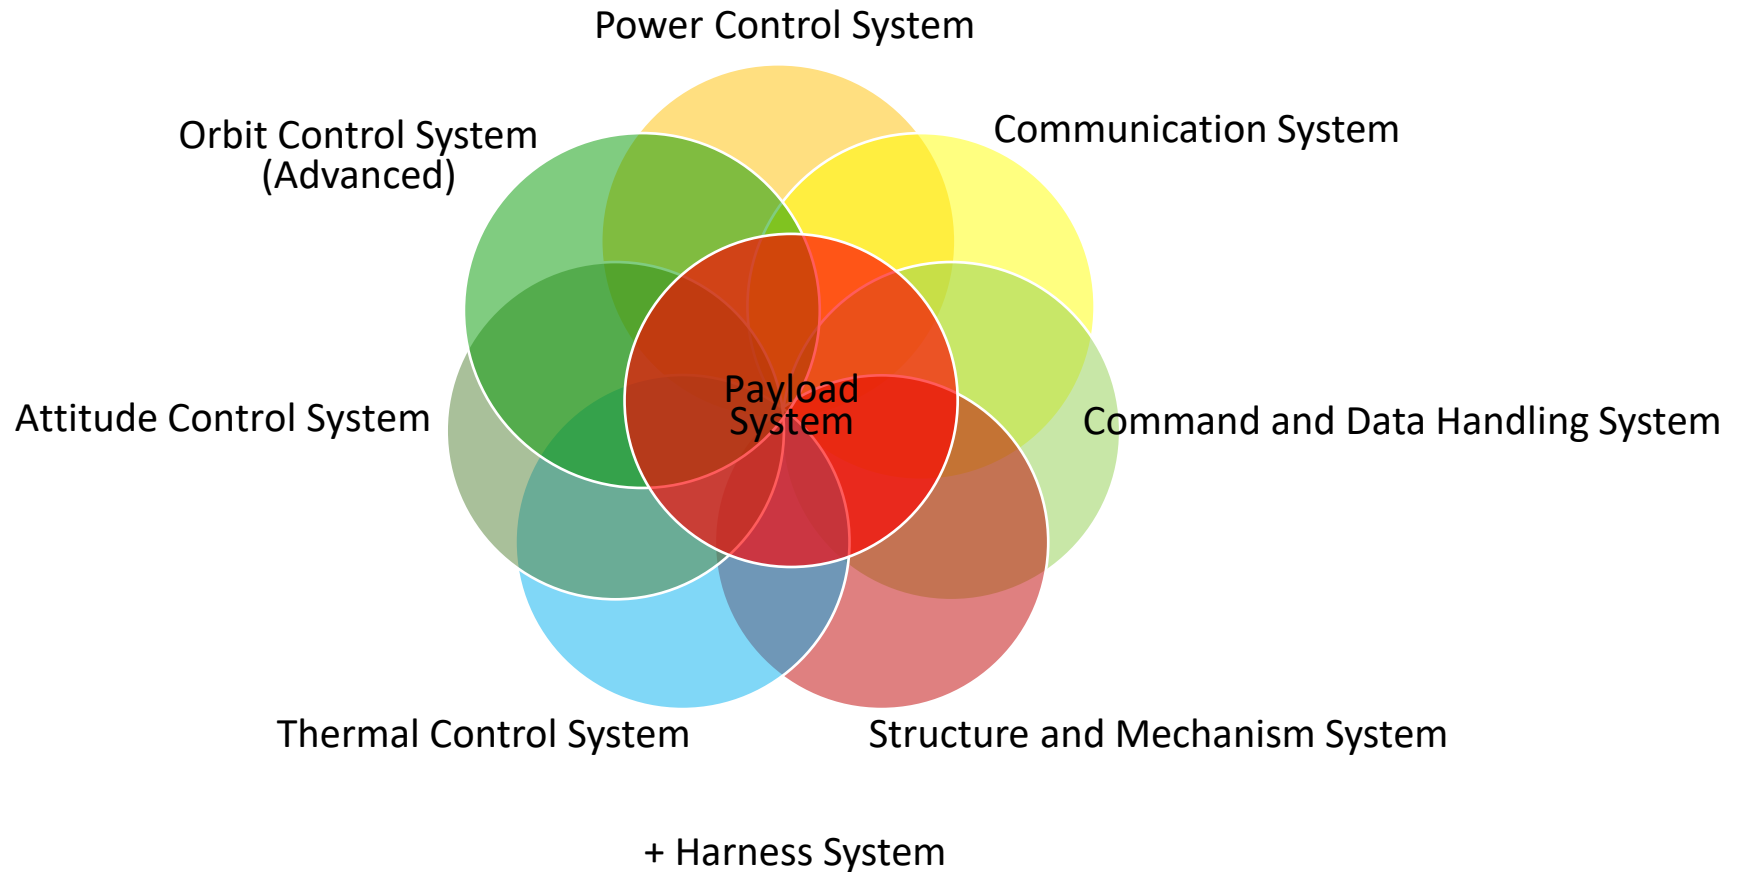 Power Control System
Orbit Control System
(Advanced)
Communication System
Payload
System
Attitude Control System
Command and Data Handling System
Thermal Control System
Structure and Mechanism System
+ Harness System